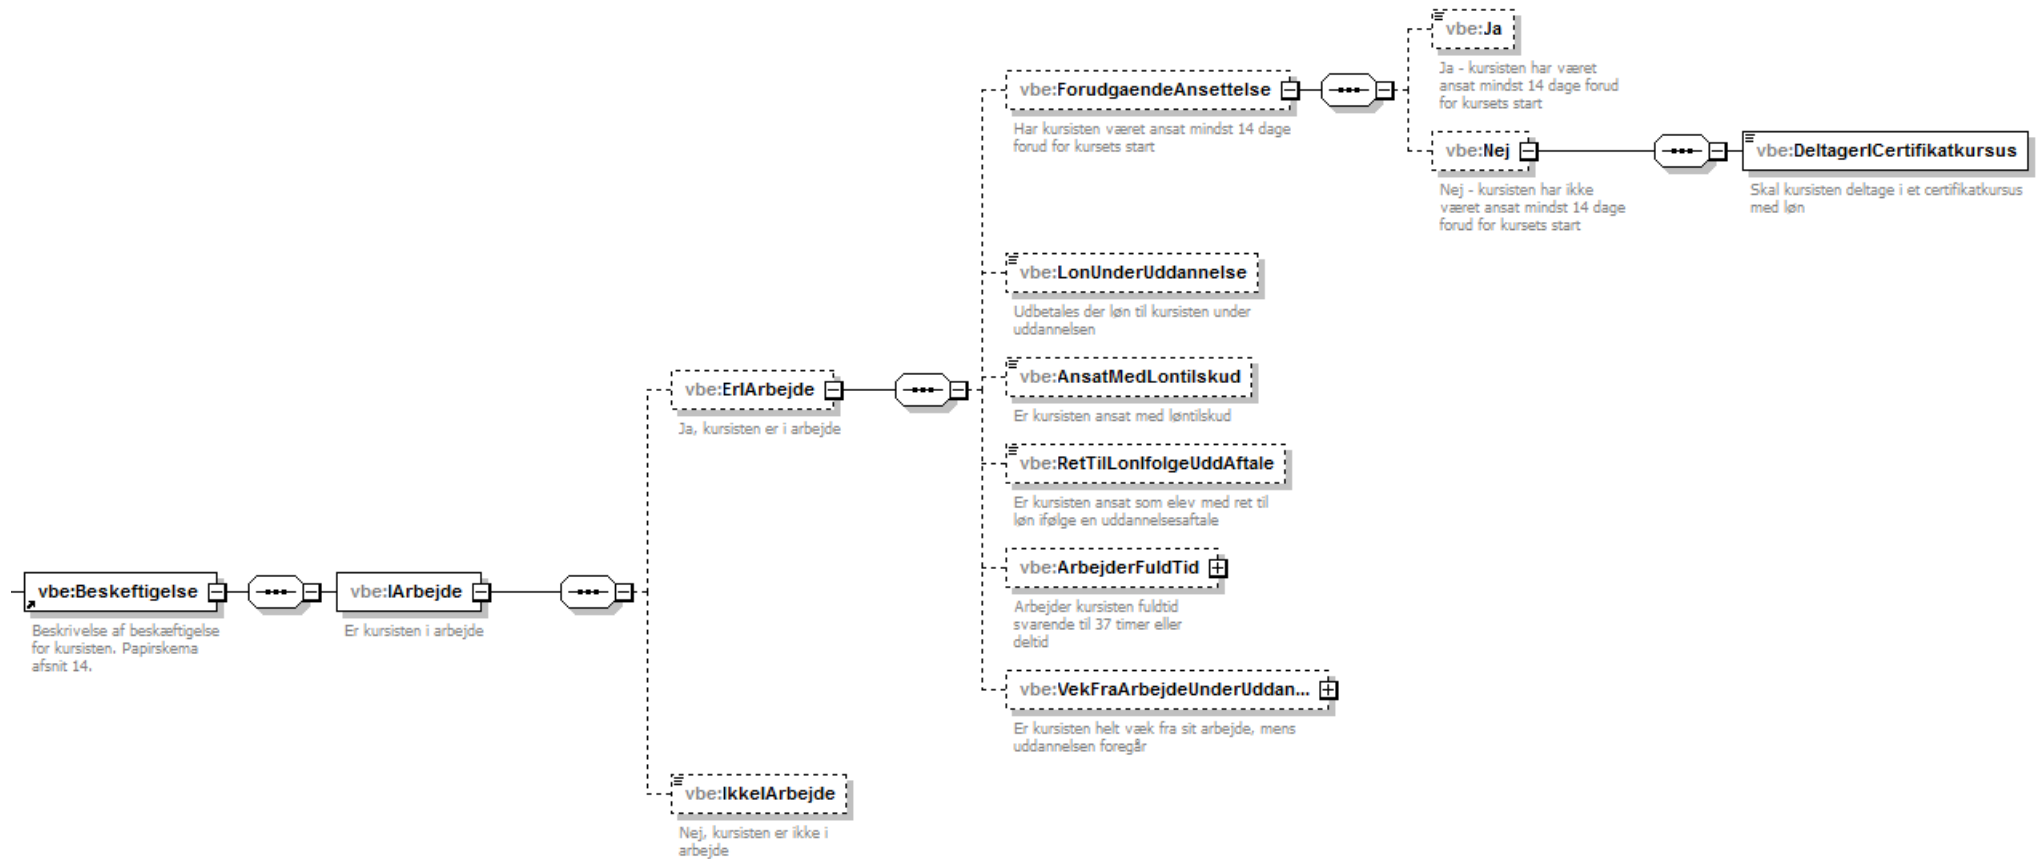 vbe:Ja
Ja - kursisten har været
ansat mindst 14 dage forud
for kursets start
vbe:ForudgaendeAnsettelse
Har kursisten været ansat mindst 14 dage
forud for kursets start
vbe:Nej
Nej - kursisten har ikke
været ansat mindst 14 dage
forud for kursets start
vbe:DeltagerICertifikatkursus
Skal kursisten deltage i et certifikatkursus
med løn
vbe:LonUnderUddannelse
Udbetales der løn til kursisten under
uddannelsen
vbe:ErIArbejde
Ja, kursisten er i arbejde
vbe:AnsatMedLontilskud
Er kursisten ansat med løntilskud
vbe:RetTilLonIfolgeUddAftale
Er kursisten ansat som elev med ret til
løn ifølge en uddannelsesaftale
vbe:Beskeftigelse
Beskrivelse af beskæftigelse
for kursisten. Papirskema
afsnit 14.
vbe:IArbejde
Er kursisten i arbejde
vbe:ArbejderFuldTid
Arbejder kursisten fuldtid
svarende til 37 timer eller
deltid
vbe:VekFraArbejdeUnderUddan...
Er kursisten helt væk fra sit arbejde, mens
uddannelsen foregår
vbe:IkkeIArbejde
Nej, kursisten er ikke i
arbejde